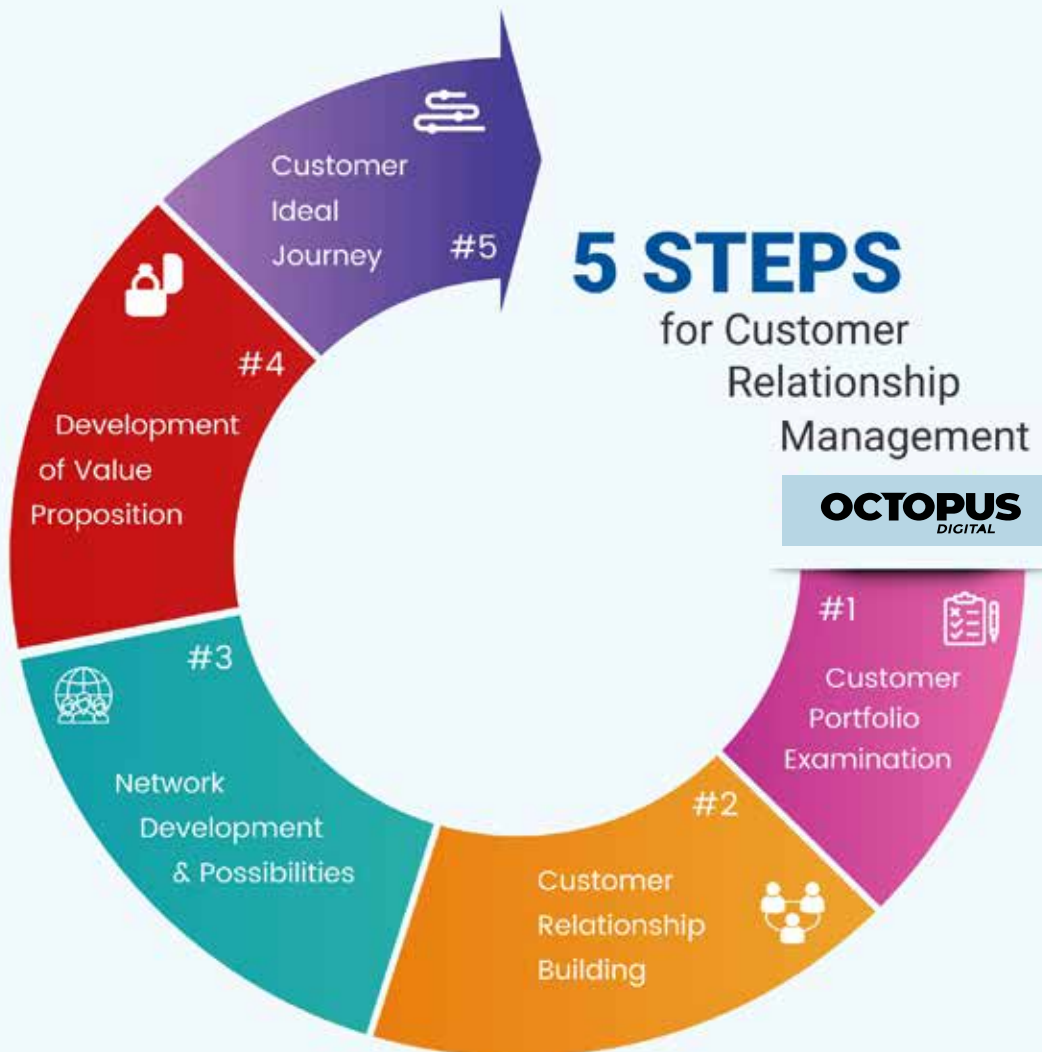 5 STEPS
for Customer
Relationship
Management
OCTOPUS
DIGITAL
#1
Customer
Portfolio
Examination
#2
Customer
Relationship
Building
#3
Network
Development
& Possibilities
#4
Development
of Value
Proposition
Customer
Ideal
Journey
#5